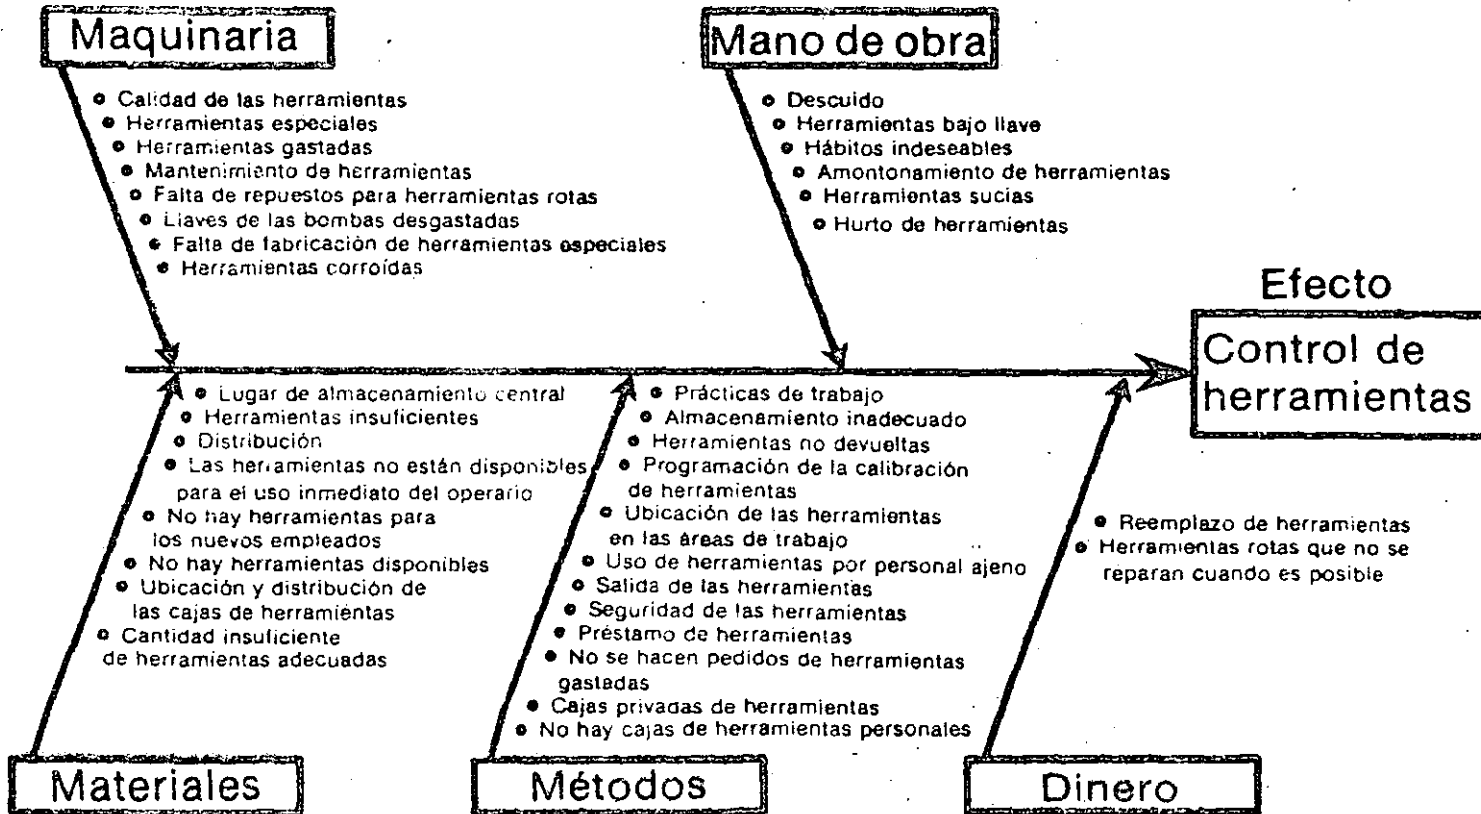 Maquinaria
• Calidad de las herramientas
• Herramientas especiales
• Herramientas gastadas
• Mantenimiento de herramientas
• Falta de repuestos para herramientas rotas
• Llaves de las bombas desgastadas
• Falta de fabricación de herramientas especiales
• Herramientas corroídas
Mano de obra
• Descuido
• Herramientas bajo llave
• Hábitos indeseables
• Amontonamiento de herramientas
• Herramientas sucias
• Hurto de herramientas
Efecto
Control de
herramientas
• Lugar de almacenamiento central
• Herramientas insuficientes
• Distribución
• Las herramientas no están disponibles
para el uso inmediato del operario
• No hay herramientas para
los nuevos empleados
• No hay herramientas disponibles
• Ubicación y distribución de
las cajas de herramientas
• Cantidad insuficiente
de herramientas adecuadas
Materiales
• Prácticas de trabajo
• Almacenamiento inadecuado
• Herramientas no devueltas
• Programación de la calibración
de herramientas
• Ubicación de las herramientas
en las áreas de trabajo
• Uso de herramientas por personal ajeno
• Salida de las herramientas
• Seguridad de las herramientas
• Préstamo de herramientas
• No se hacen pedidos de herramientas
gastadas
• Cajas privadas de herramientas
• No hay cajas de herramientas personales
Métodos
• Reemplazo de herramientas
• Herramientas rotas que no se
reparan cuando es posible
Dinero